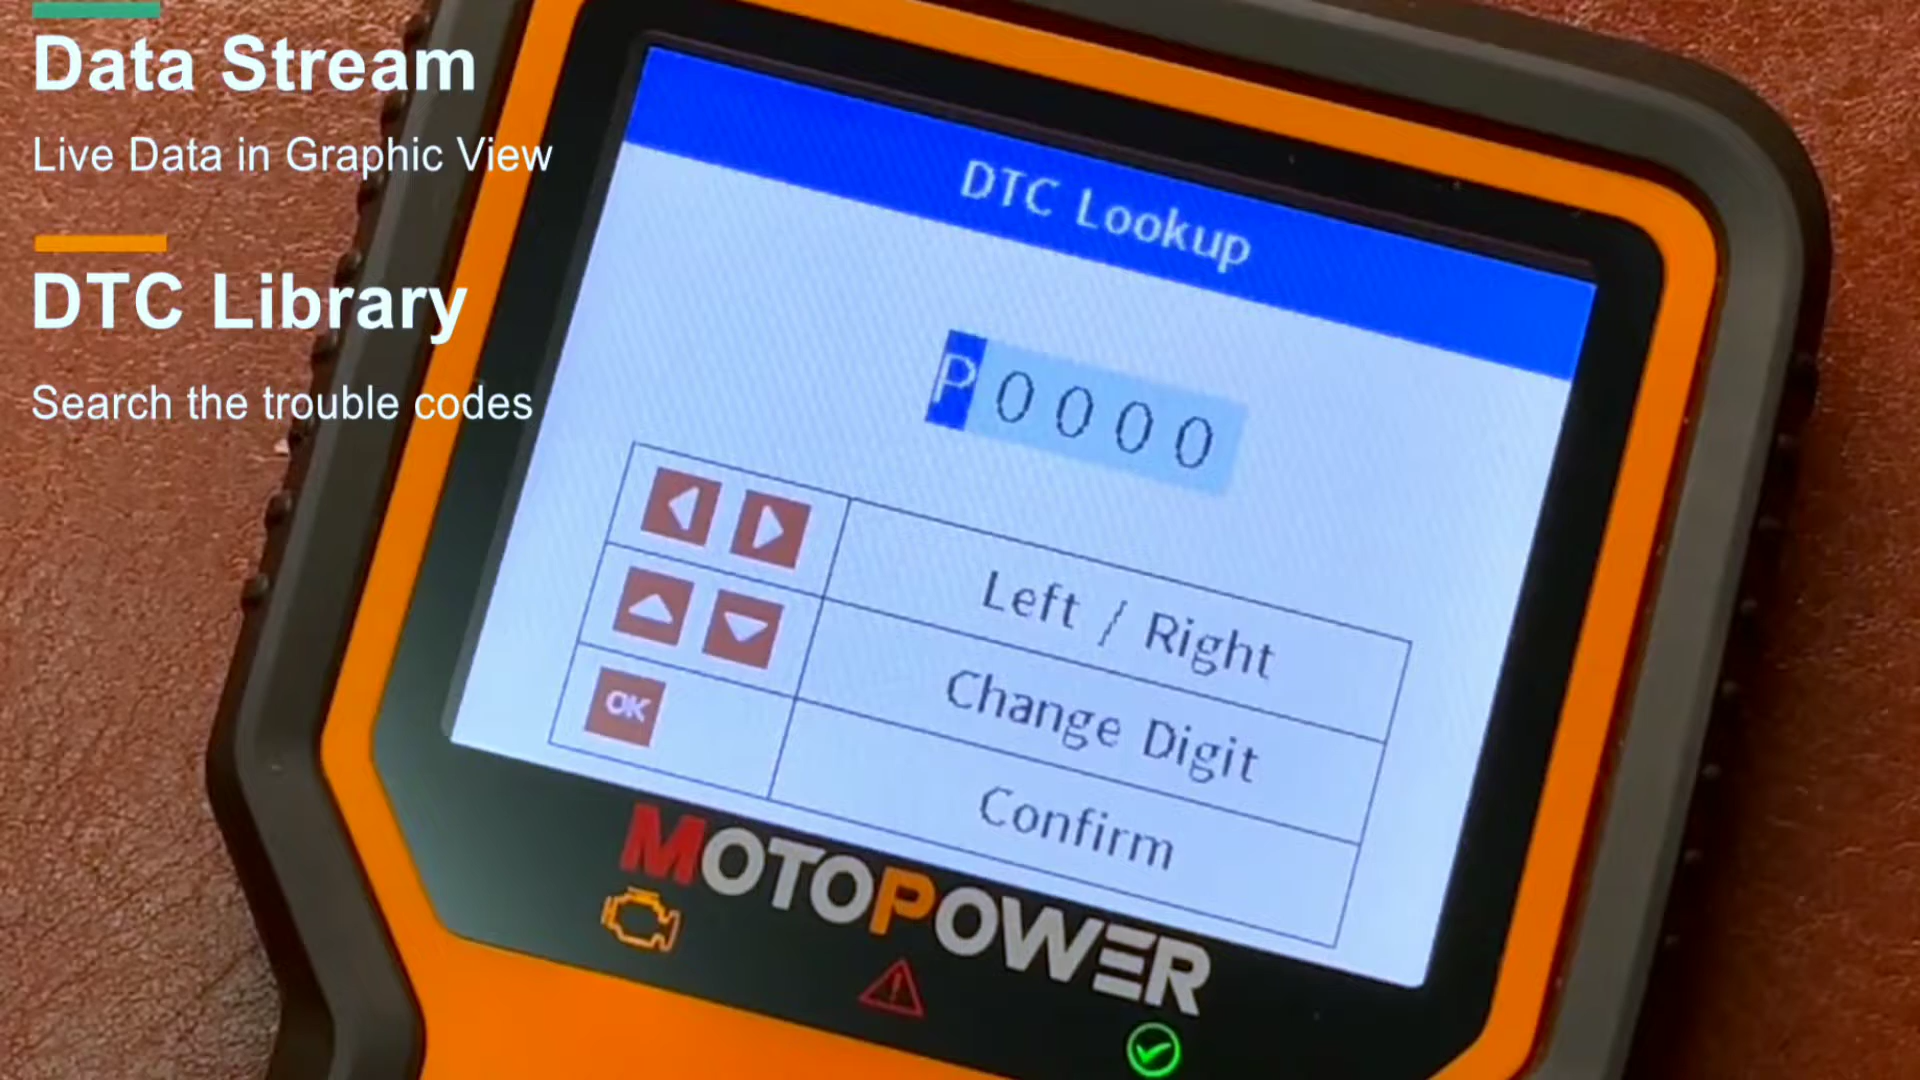 Data Stream
Live Data in Graphic View
DTC Library
Search the trouble codes
DTC Lookup
P0000
Left / Right
Change Digit
OK
Confirm
MOTOPOWER